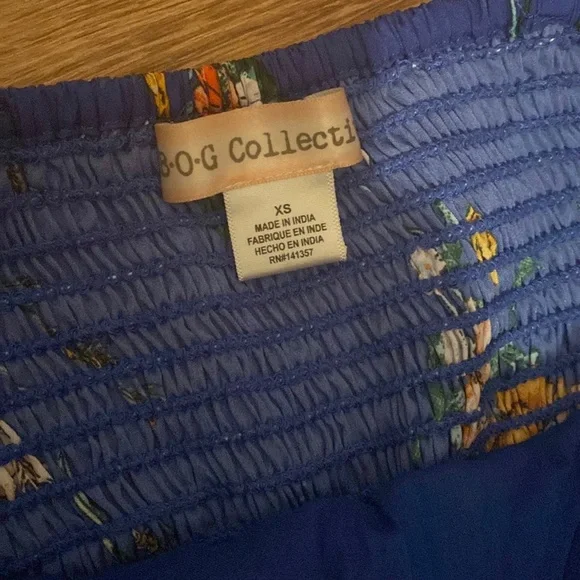 B·O·G Collecti
XS
MADE IN INDIA
FABRIQUE EN INDE
HECHO EN INDIA
RN#141357